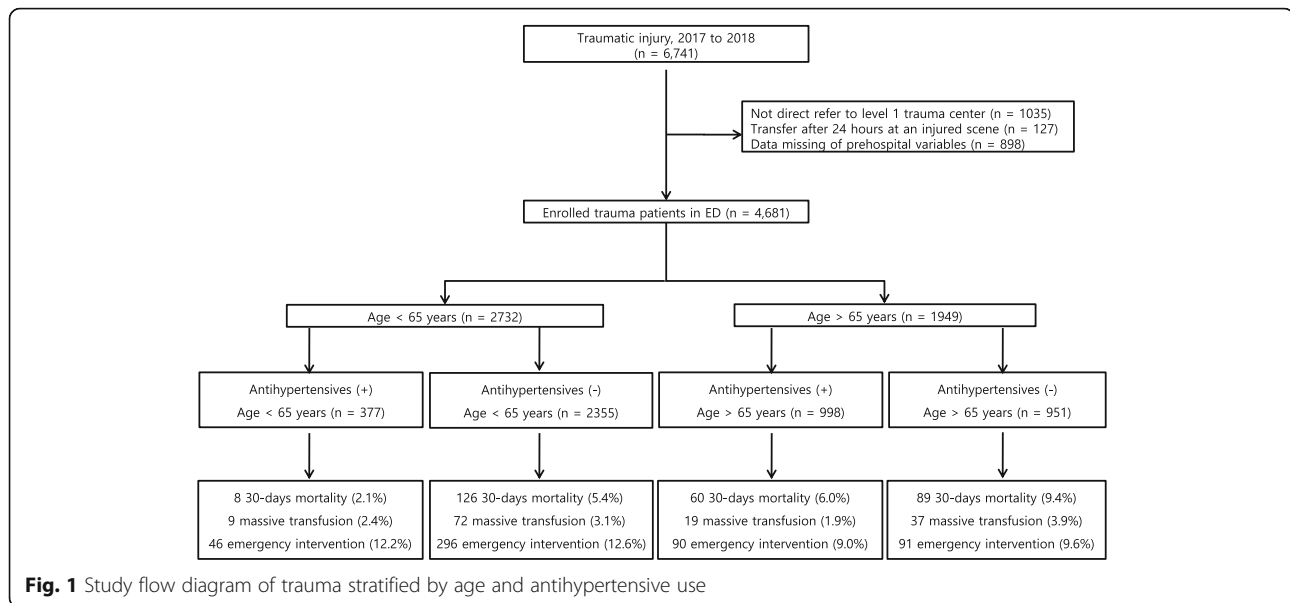 Traumatic injury, 2017 to 2018
(n = 6,741)
Not direct refer to level 1 trauma center (n = 1035)
Transfer after 24 hours at an injured scene (n = 127)
Data missing of prehospital variables (n = 898)
Enrolled trauma patients in ED (n = 4,681)
Age < 65 years (n = 2732)
Age > 65 years (n = 1949)
Antihypertensives (+)
Age < 65 years (n = 377)
Antihypertensives (-)
Age < 65 years (n = 2355)
Antihypertensives (+)
Age > 65 years (n = 998)
Antihypertensives (-)
Age > 65 years (n = 951)
8 30-days mortality (2.1%)
9 massive transfusion (2.4%)
46 emergency intervention (12.2%)
126 30-days mortality (5.4%)
72 massive transfusion (3.1%)
296 emergency intervention (12.6%)
60 30-days mortality (6.0%)
19 massive transfusion (1.9%)
90 emergency intervention (9.0%)
89 30-days mortality (9.4%)
37 massive transfusion (3.9%)
91 emergency intervention (9.6%)
Fig. 1 Study flow diagram of trauma stratified by age and antihypertensive use